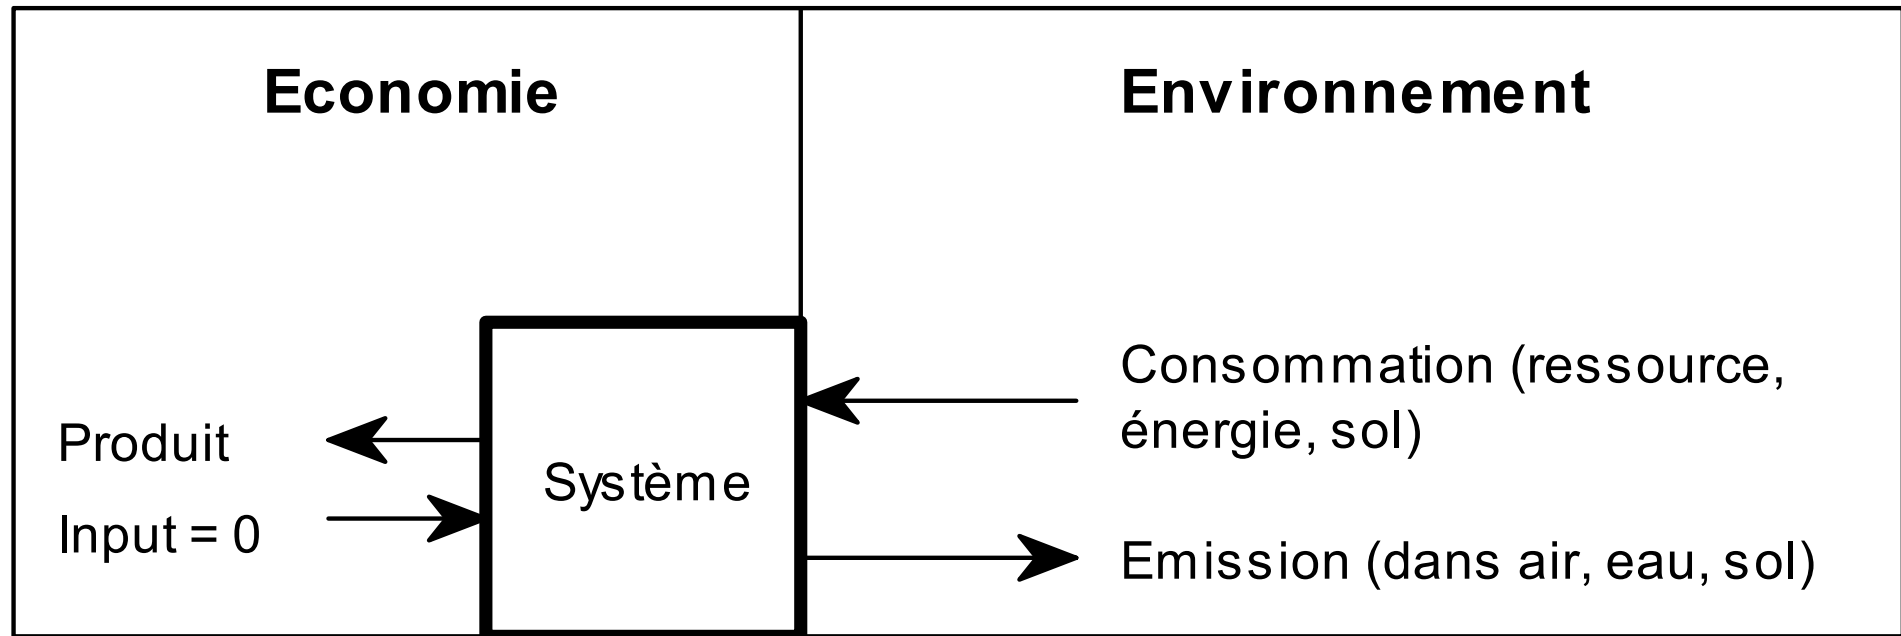 Economie
Environnement
Produit
Input = 0
Système
Consommation (ressource,
énergie, sol)
Emission (dans air, eau, sol)